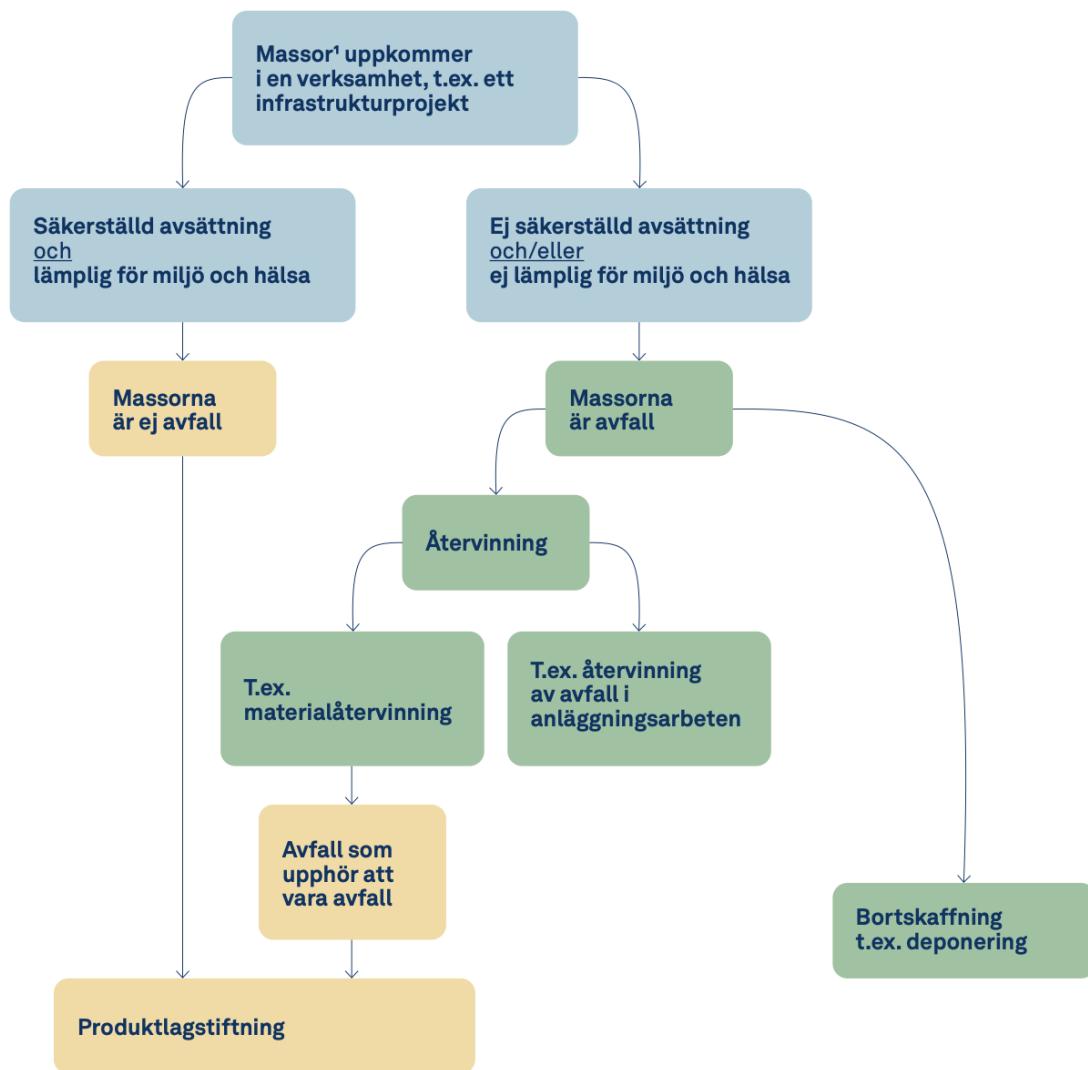 Massor¹ uppkommer
i en verksamhet, t.ex. ett
infrastrukturprojekt
Säkerställd avsättning
och
lämplig för miljö och hälsa
Ej säkerställd avsättning
och/eller
ej lämplig för miljö och hälsa
Massorna
är ej avfall
Massorna
är avfall
Återvinning
T.ex.
materialåtervinning
T.ex. återvinning
av avfall i
anläggningsarbeten
Avfall som
upphör att
vara avfall
Bortskaffning
t.ex. deponering
Produktlagstiftning